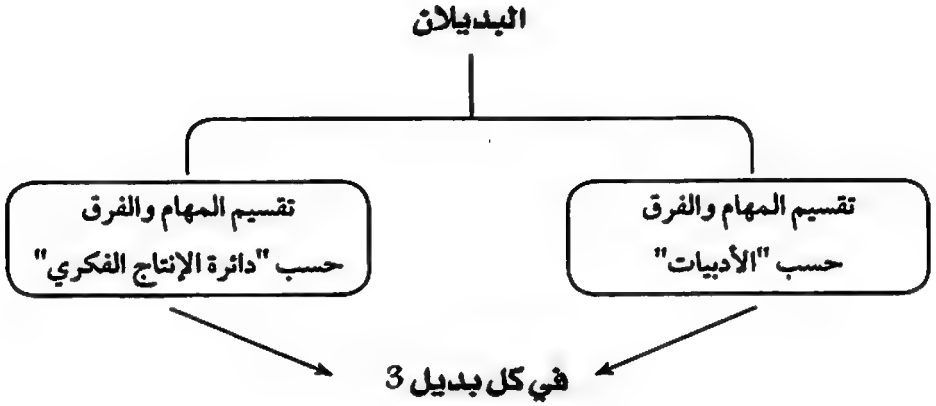 البديلان
تقسيم المهام والفرق
حسب "الأدبيات"
تقسيم المهام والفرق
حسب "دائرة الإنتاج الفكري"
في كل بديل 3